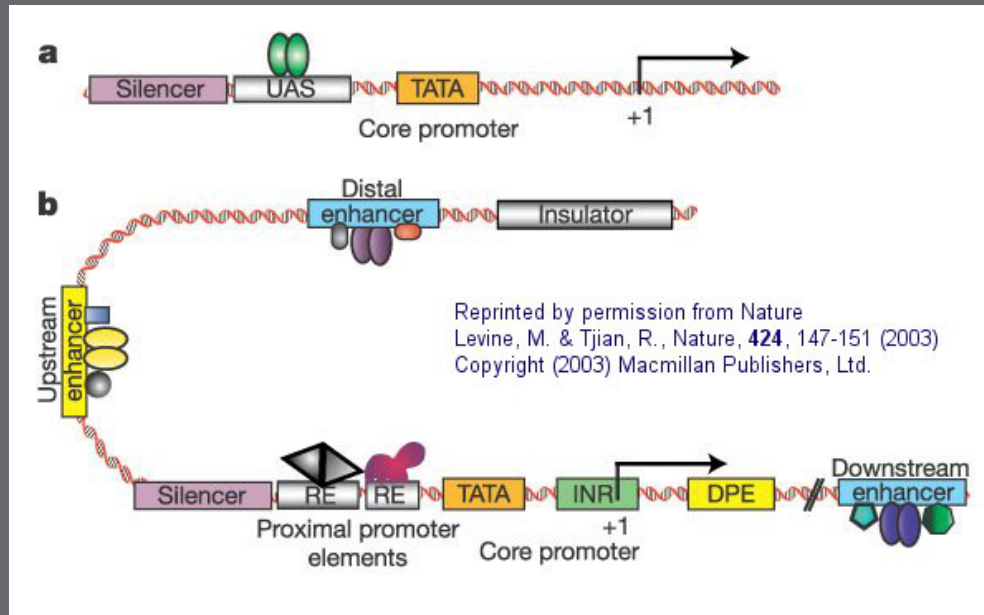 a
Silencer
UAS
TATA
Core promoter
+1
b
Distal
enhancer
Insulator
Upstream
enhancer
Reprinted by permission from Nature
Levine, M. & Tjian, R., Nature, 424, 147-151 (2003)
Copyright (2003) Macmillan Publishers, Ltd.
Silencer
RE
RE
TATA
INR
DPE
Downstream
enhancer
Proximal promoter
elements
+1
Core promoter